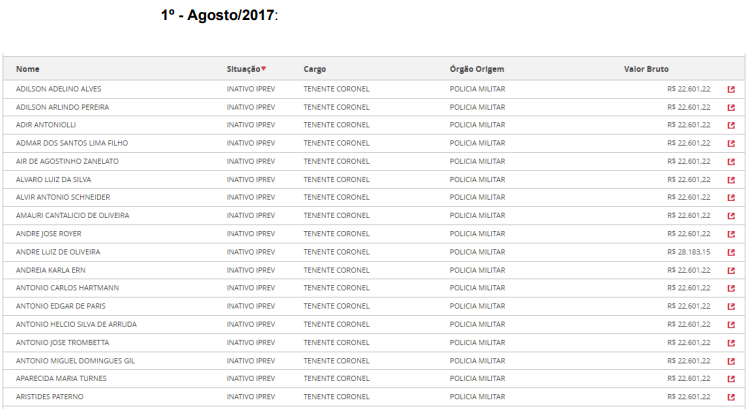 1º - Agosto/2017:
Nome Situação Cargo Órgão Origem Valor Bruto
ADILSON ADELINO ALVES INATIVO IPREV TENENTE CORONEL POLICIA MILITAR R$ 22.601,22
ADILSON ARLINDO PEREIRA INATIVO IPREV TENENTE CORONEL POLICIA MILITAR R$ 22.601,22
ADIR ANTONIOLLI INATIVO IPREV TENENTE CORONEL POLICIA MILITAR R$ 22.601,22
ADMAR DOS SANTOS LIMA FILHO INATIVO IPREV TENENTE CORONEL POLICIA MILITAR R$ 22.601,22
AIR DE AGOSTINHO ZANELATO INATIVO IPREV TENENTE CORONEL POLICIA MILITAR R$ 22.601,22
ALVARO LUIZ DA SILVA INATIVO IPREV TENENTE CORONEL POLICIA MILITAR R$ 22.601,22
ALVIR ANTONIO SCHNEIDER INATIVO IPREV TENENTE CORONEL POLICIA MILITAR R$ 22.601,22
AMAURI CANTALICIO DE OLIVEIRA INATIVO IPREV TENENTE CORONEL POLICIA MILITAR R$ 22.601,22
ANDRE JOSE ROYER INATIVO IPREV TENENTE CORONEL POLICIA MILITAR R$ 22.601,22
ANDRE LUIZ DE OLIVEIRA INATIVO IPREV TENENTE CORONEL POLICIA MILITAR R$ 28.183,15
ANDREIA KARLA ERN INATIVO IPREV TENENTE CORONEL POLICIA MILITAR R$ 22.601,22
ANTONIO CARLOS HARTMANN INATIVO IPREV TENENTE CORONEL POLICIA MILITAR R$ 22.601,22
ANTONIO EDGAR DE PARIS INATIVO IPREV TENENTE CORONEL POLICIA MILITAR R$ 22.601,22
ANTONIO HELCIO SILVA DE ARRUDA INATIVO IPREV TENENTE CORONEL POLICIA MILITAR R$ 22.601,22
ANTONIO JOSE TROMBETTA INATIVO IPREV TENENTE CORONEL POLICIA MILITAR R$ 22.601,22
ANTONIO MIGUEL DOMINGUES GIL INATIVO IPREV TENENTE CORONEL POLICIA MILITAR R$ 22.601,22
APARECIDA MARIA TURNES INATIVO IPREV TENENTE CORONEL POLICIA MILITAR R$ 22.601,22
ARISTIDES PATERNO INATIVO IPREV TENENTE CORONEL POLICIA MILITAR R$ 22.601,22